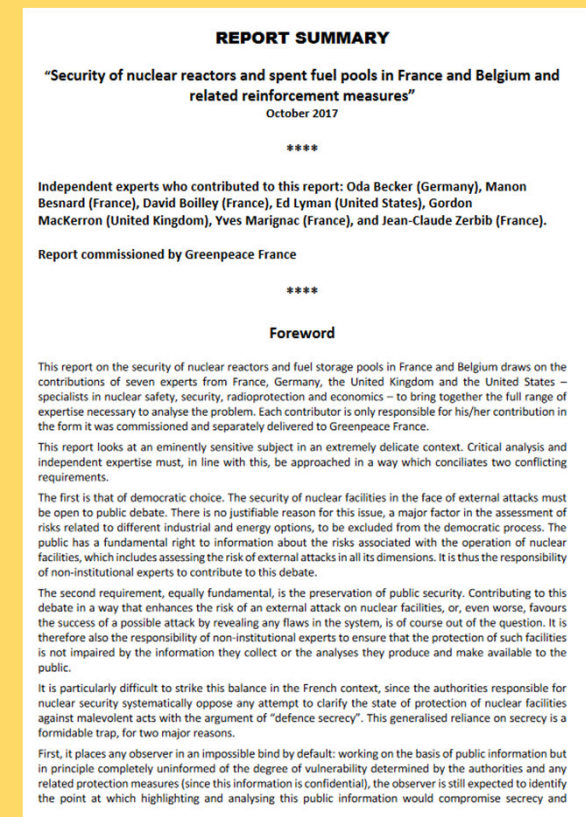 REPORT SUMMARY
“Security of nuclear reactors and spent fuel pools in France and Belgium and
related reinforcement measures”
October 2017
****
Independent experts who contributed to this report: Oda Becker (Germany), Manon
Besnard (France), David Boilley (France), Ed Lyman (United States), Gordon
MacKerron (United Kingdom), Yves Marignac (France), and Jean-Claude Zerbib (France).
Report commissioned by Greenpeace France
****
Foreword
This report on the security of nuclear reactors and fuel storage pools in France and Belgium draws on the
contributions of seven experts from France, Germany, the United Kingdom and the United States –
specialists in nuclear safety, security, radioprotection and economics – to bring together the full range of
expertise necessary to analyse the problem. Each contributor is only responsible for his/her contribution in
the form it was commissioned and separately delivered to Greenpeace France.
This report looks at an eminently sensitive subject in an extremely delicate context. Critical analysis and
independent expertise must, in line with this, be approached in a way which conciliates two conflicting
requirements.
The first is that of democratic choice. The security of nuclear facilities in the face of external attacks must
be open to public debate. There is no justifiable reason for this issue, a major factor in the assessment of
risks related to different industrial and energy options, to be excluded from the democratic process. The
public has a fundamental right to information about the risks associated with the operation of nuclear
facilities, which includes assessing the risk of external attacks in all its dimensions. It is thus the responsibility
of non-institutional experts to contribute to this debate.
The second requirement, equally fundamental, is the preservation of public security. Contributing to this
debate in a way that enhances the risk of an external attack on nuclear facilities, or, even worse, favours
the success of a possible attack by revealing any flaws in the system, is of course out of the question. It is
therefore also the responsibility of non-institutional experts to ensure that the protection of such facilities
is not impaired by the information they collect or the analyses they produce and make available to the
public.
It is particularly difficult to strike this balance in the French context, since the authorities responsible for
nuclear security systematically oppose any attempt to clarify the state of protection of nuclear facilities
against malevolent acts with the argument of “defence secrecy”. This generalised reliance on secrecy is a
formidable trap, for two major reasons.
First, it places any observer in an impossible bind by default: working on the basis of public information but
in principle completely uninformed of the degree of vulnerability determined by the authorities and any
related protection measures (since this information is confidential), the observer is still expected to identify
the point at which highlighting and analysing this public information would compromise secrecy and